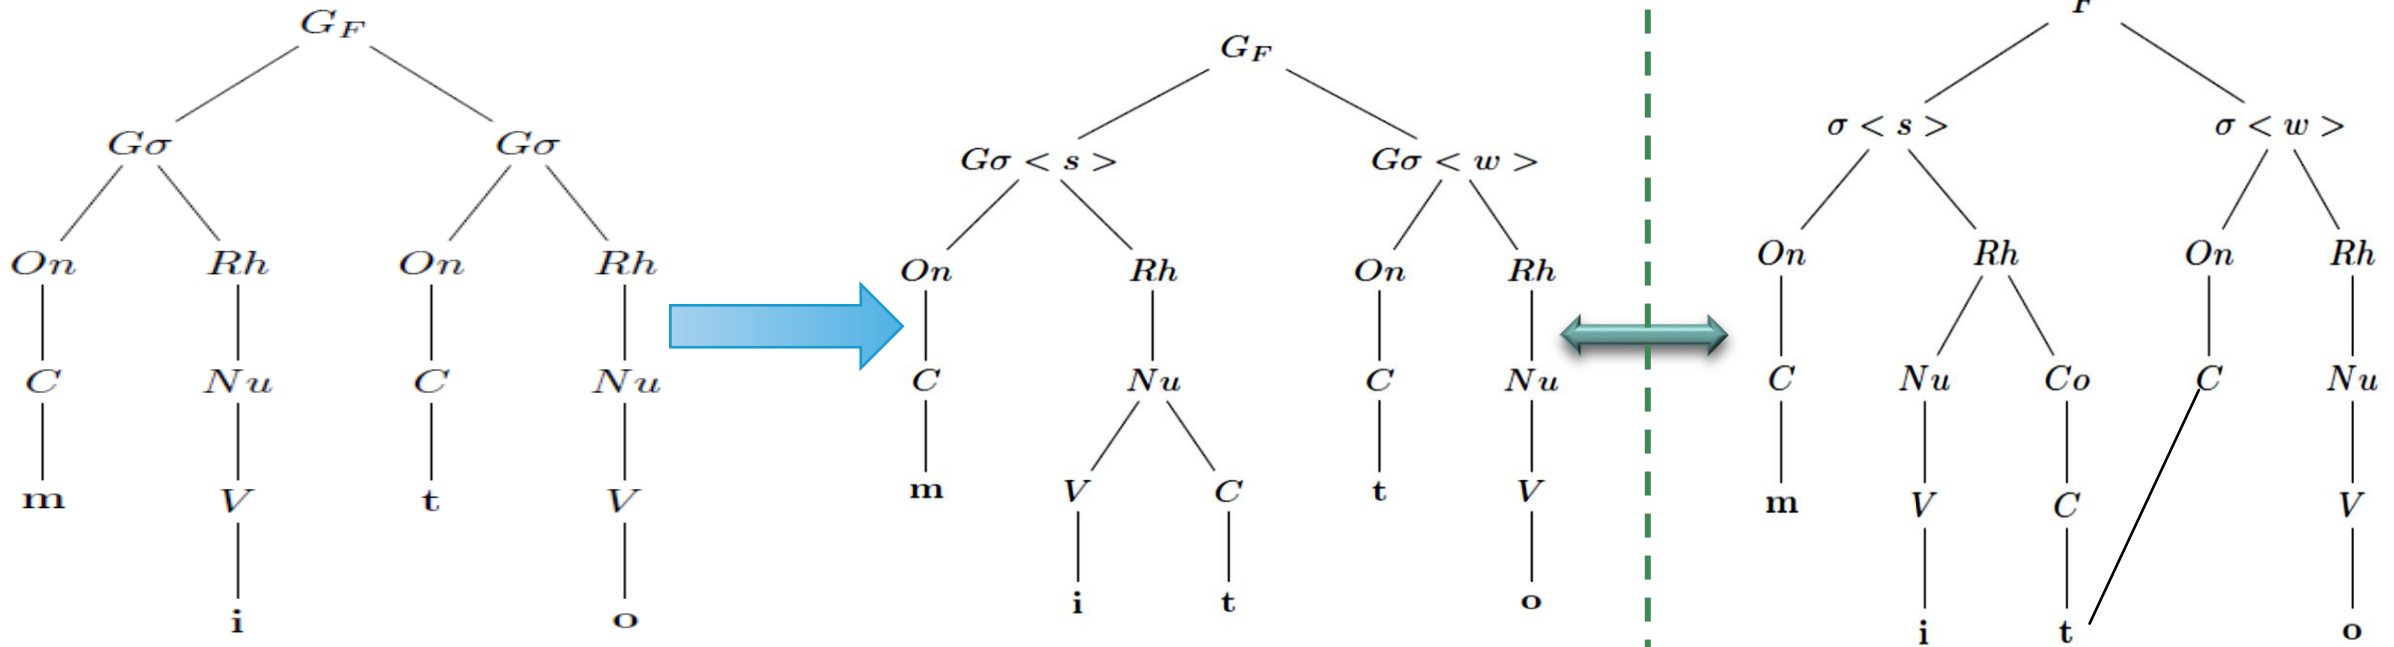 G_F
Gσ Gσ
On Rh On Rh
C Nu C Nu
m V t V
i o
G_F
Gσ < s > Gσ < w >
On Rh On Rh
C Nu C Nu
m V C t V
i t o
F
σ < s > σ < w >
On Rh On Rh
C Nu Co C Nu
m V C V
i t o